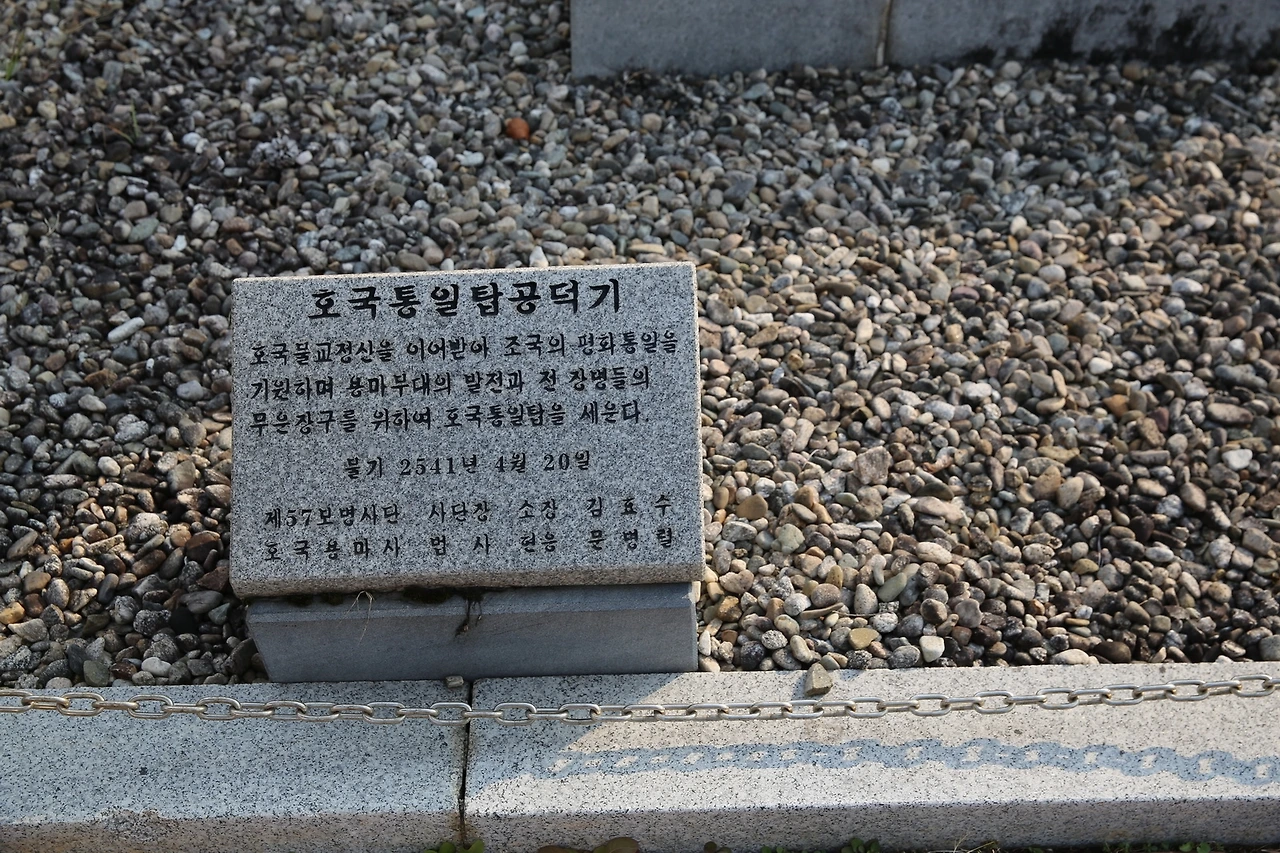 호국통일탑공덕기
호국불교정신을 이어받아 조국의 평화통일을
기원하며 용마부대의 발전과 전 장병들의
무운장구를 위하여 호국통일탑을 세운다.
불기 2541년 4월 20일
제57보병사단 사단장 소장 김효수
호국용마사 법사 현응 문병렬